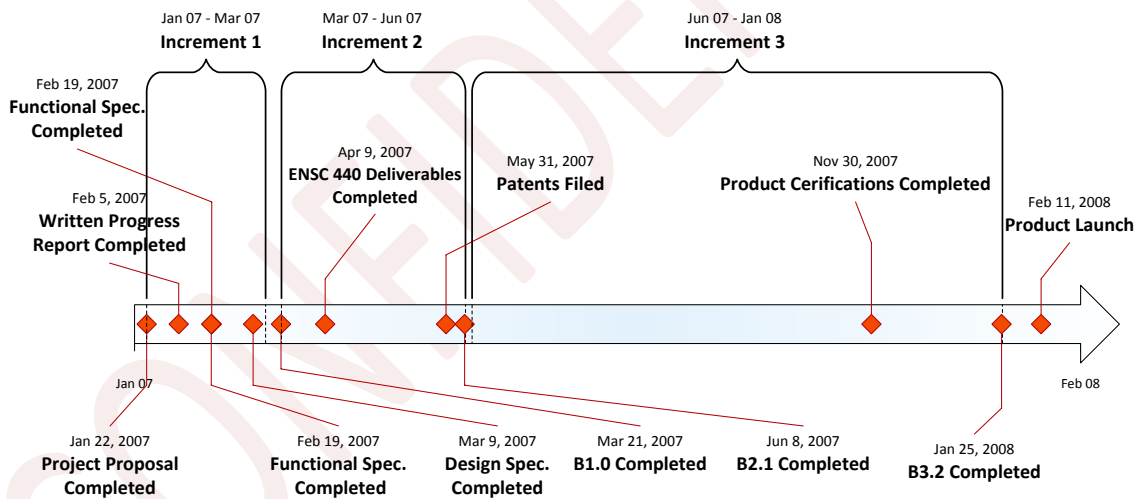 Jan 07 - Mar 07
Increment 1
Mar 07 - Jun 07
Increment 2
Jun 07 - Jan 08
Increment 3
Feb 19, 2007
Functional Spec.
Completed
Feb 5, 2007
Written Progress
Report Completed
Apr 9, 2007
ENSC 440 Deliverables
Completed
May 31, 2007
Patents Filed
Nov 30, 2007
Product Cerifications Completed
Feb 11, 2008
Product Launch
Jan 07
Feb 08
Jan 22, 2007
Project Proposal
Completed
Feb 19, 2007
Functional Spec.
Completed
Mar 9, 2007
Design Spec.
Completed
Mar 21, 2007
B1.0 Completed
Jun 8, 2007
B2.1 Completed
Jan 25, 2008
B3.2 Completed